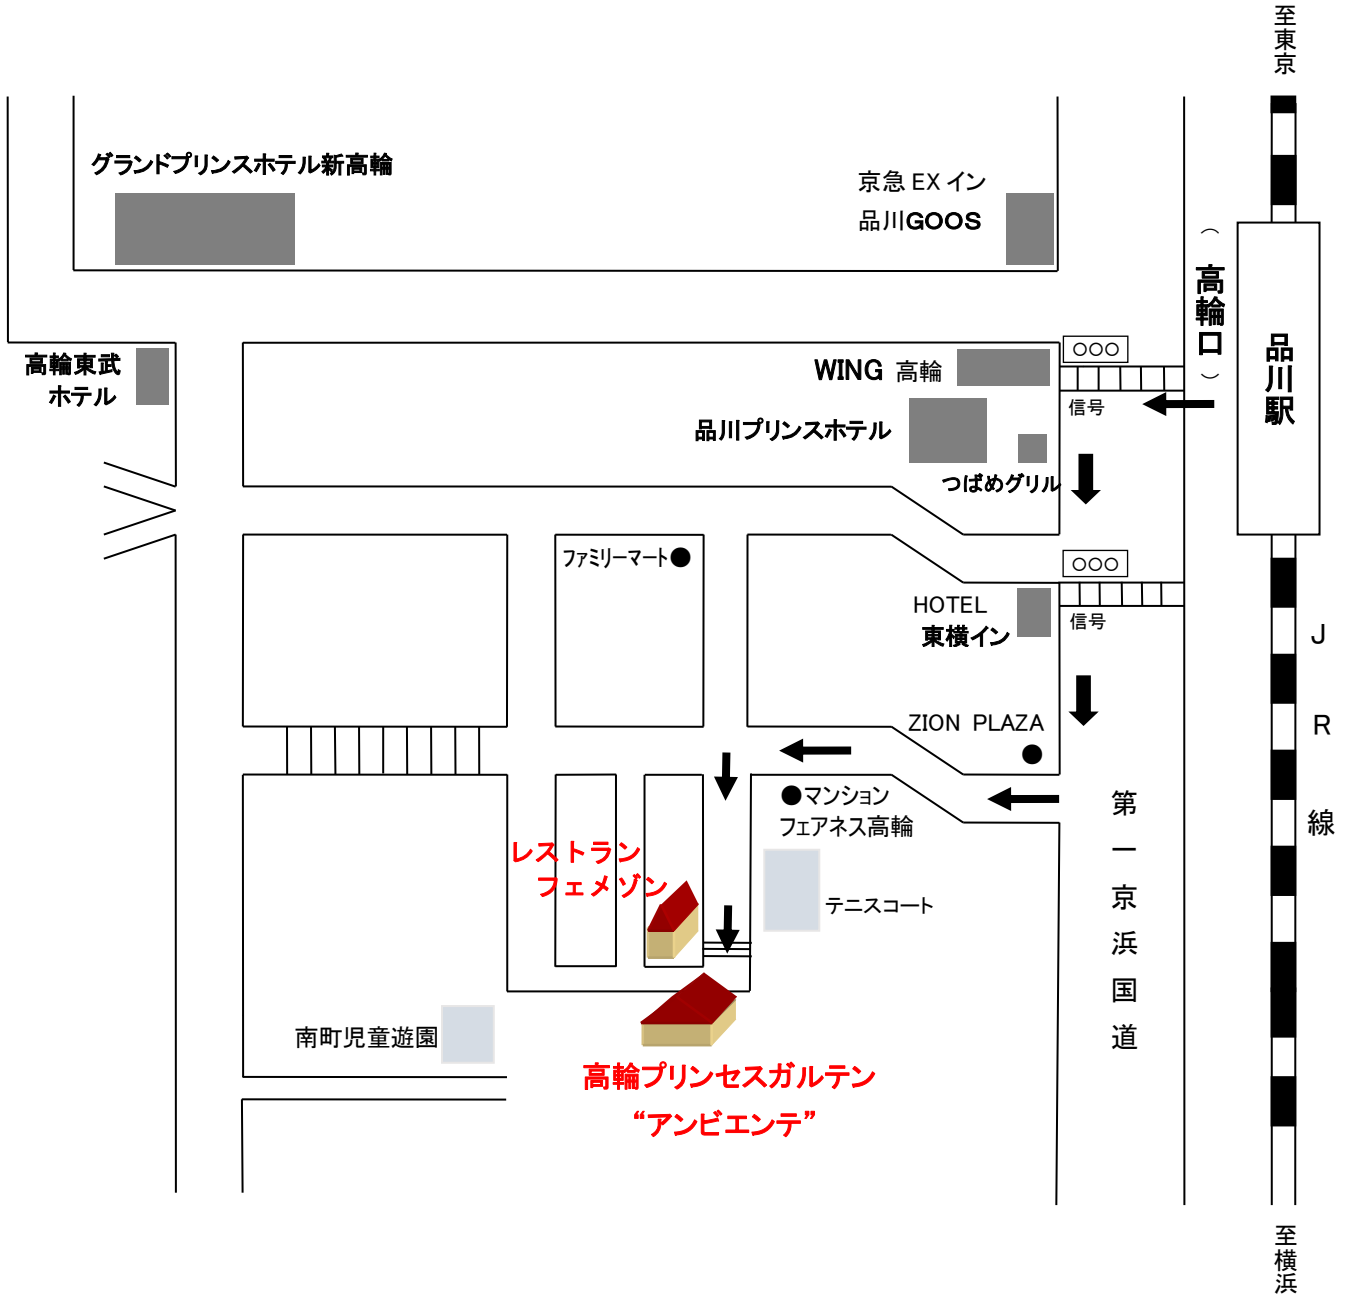 至東京
グランドプリンスホテル新高輪
京急 EX イン
品川GOOS
（高輪口）
品川駅
高輪東武
ホテル
WING 高輪
○○○
信号
品川プリンスホテル
つばめグリル
ファミリーマート●
○○○
信号
HOTEL
東横イン
JR線
ZION PLAZA
●
●マンション
フェアネス高輪
第一京浜国道
レストラン
フェメゾン
テニスコート
南町児童遊園
高輪プリンセスガルテン
“アンビエンテ”
至横浜